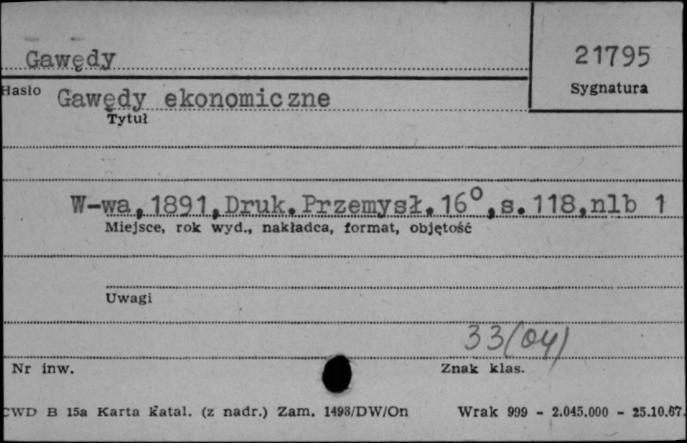 Gawędy
21795
Hasło
Sygnatura
Gawędy ekonomiczne
Tytuł
W-wa, 1891, Druk. Przemysł. 16°, s. 118, nlb 1
Miejsce, rok wyd., nakładca, format, objętość
Uwagi
33(04)
Nr inw.
Znak klas.
CWD B 15a Karta katal. (z nadr.) Zam. 1493/DW/On Wrak 999 - 2.045.000 - 25.10.67.